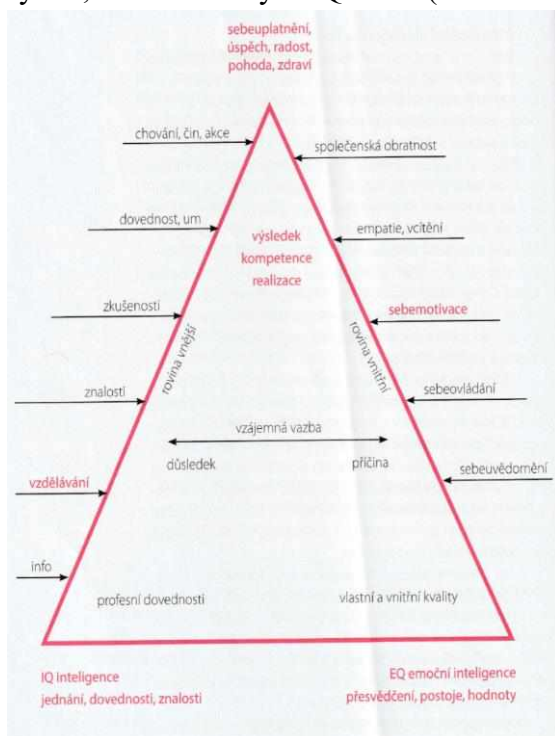 sebeuplatnění,
úspěch, radost,
pohoda, zdraví
chování, čin, akce
společenská obratnost
dovednost, um
empatie, vcítění
výsledek
kompetence
realizace
zkušenosti
sebemotivace
rovina vnější
rovina vnitřní
znalosti
sebeovládání
vzájemná vazba
důsledek
příčina
vzdělávání
sebeuvědomění
info
profesní dovednosti
vlastní a vnitřní kvality
IQ Inteligence
jednání, dovednosti, znalosti
EQ emoční inteligence
přesvědčení, postoje, hodnoty